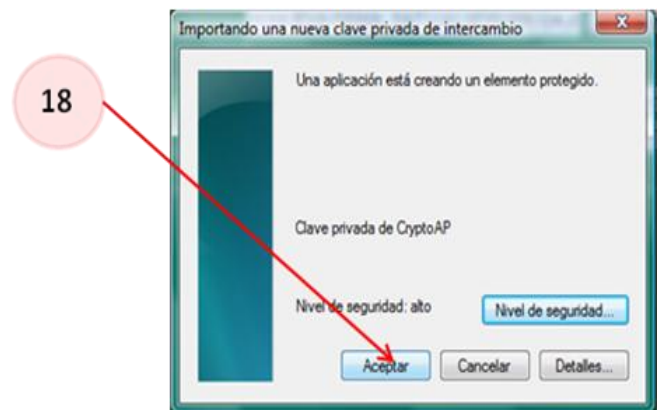 Importando una nueva clave privada de intercambio
Una aplicación está creando un elemento protegido.
18
Clave privada de CryptoAP
Nivel de seguridad: alto
Nivel de seguridad...
Aceptar
Cancelar
Detalles...